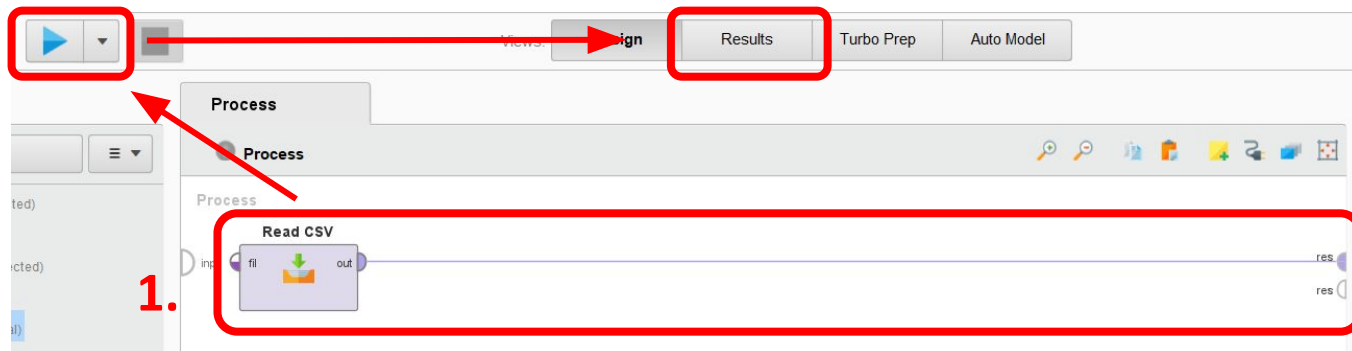 Views: Design Results Turbo Prep Auto Model
Process
Process
ted)
Process
Read CSV
inp fil out res
cted)
res
1.
al)